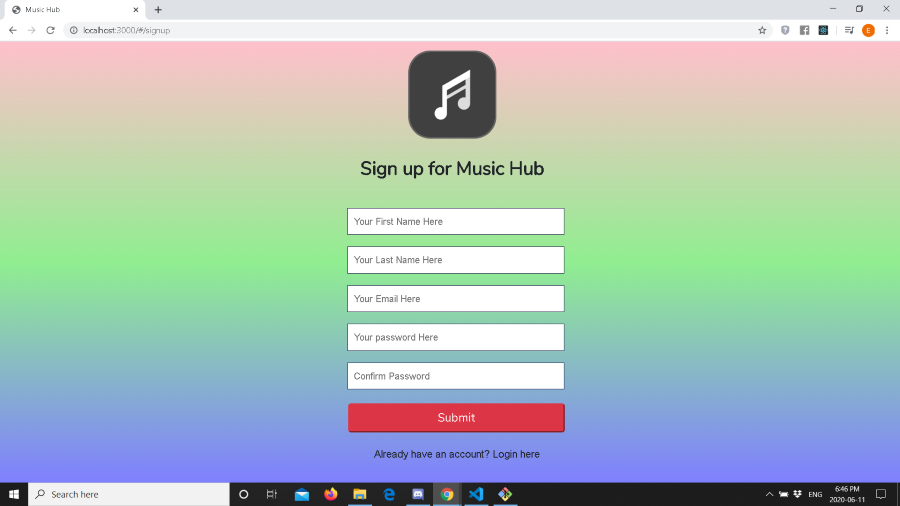 Music Hub
localhost:3000/#/signup
E
Sign up for Music Hub
Your First Name Here
Your Last Name Here
Your Email Here
Your password Here
Confirm Password
Submit
Already have an account? Login here
Search here
ENG
6:46 PM
2020-06-11